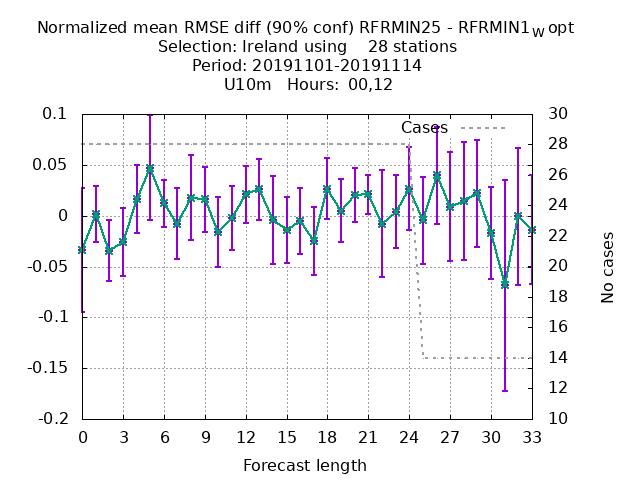 Normalized mean RMSE diff (90% conf) RFRMIN25 - RFRMIN1W opt
Selection: Ireland using 28 stations
Period: 20191101-20191114
U10m Hours: 00,12
Cases
0.1
0.05
0
-0.05
-0.1
-0.15
-0.2
30
28
26
24
22
20
18
16
14
12
10
No cases
0 3 6 9 12 15 18 21 24 27 30 33
Forecast length